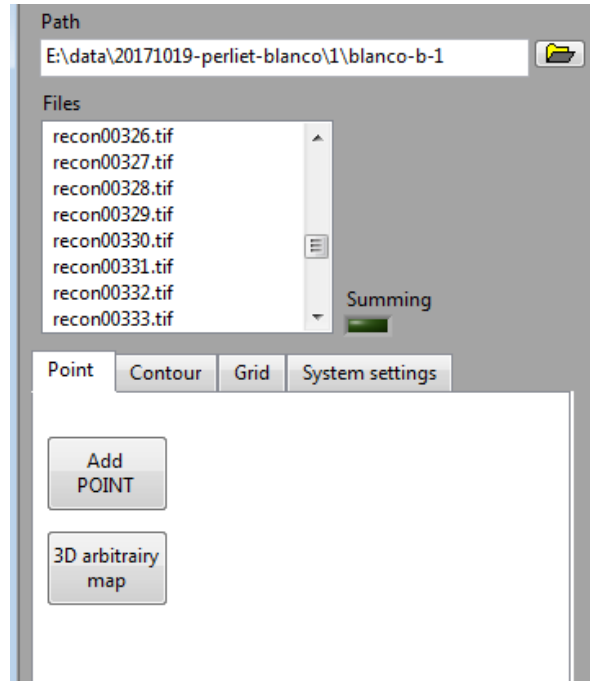 Path
E:\data\20171019-perliet-blanco\1\blanco-b-1
Files
recon00326.tif
recon00327.tif
recon00328.tif
recon00329.tif
recon00330.tif
recon00331.tif
recon00332.tif
recon00333.tif
Summing
Point Contour Grid System settings
Add
POINT
3D arbitrairy
map